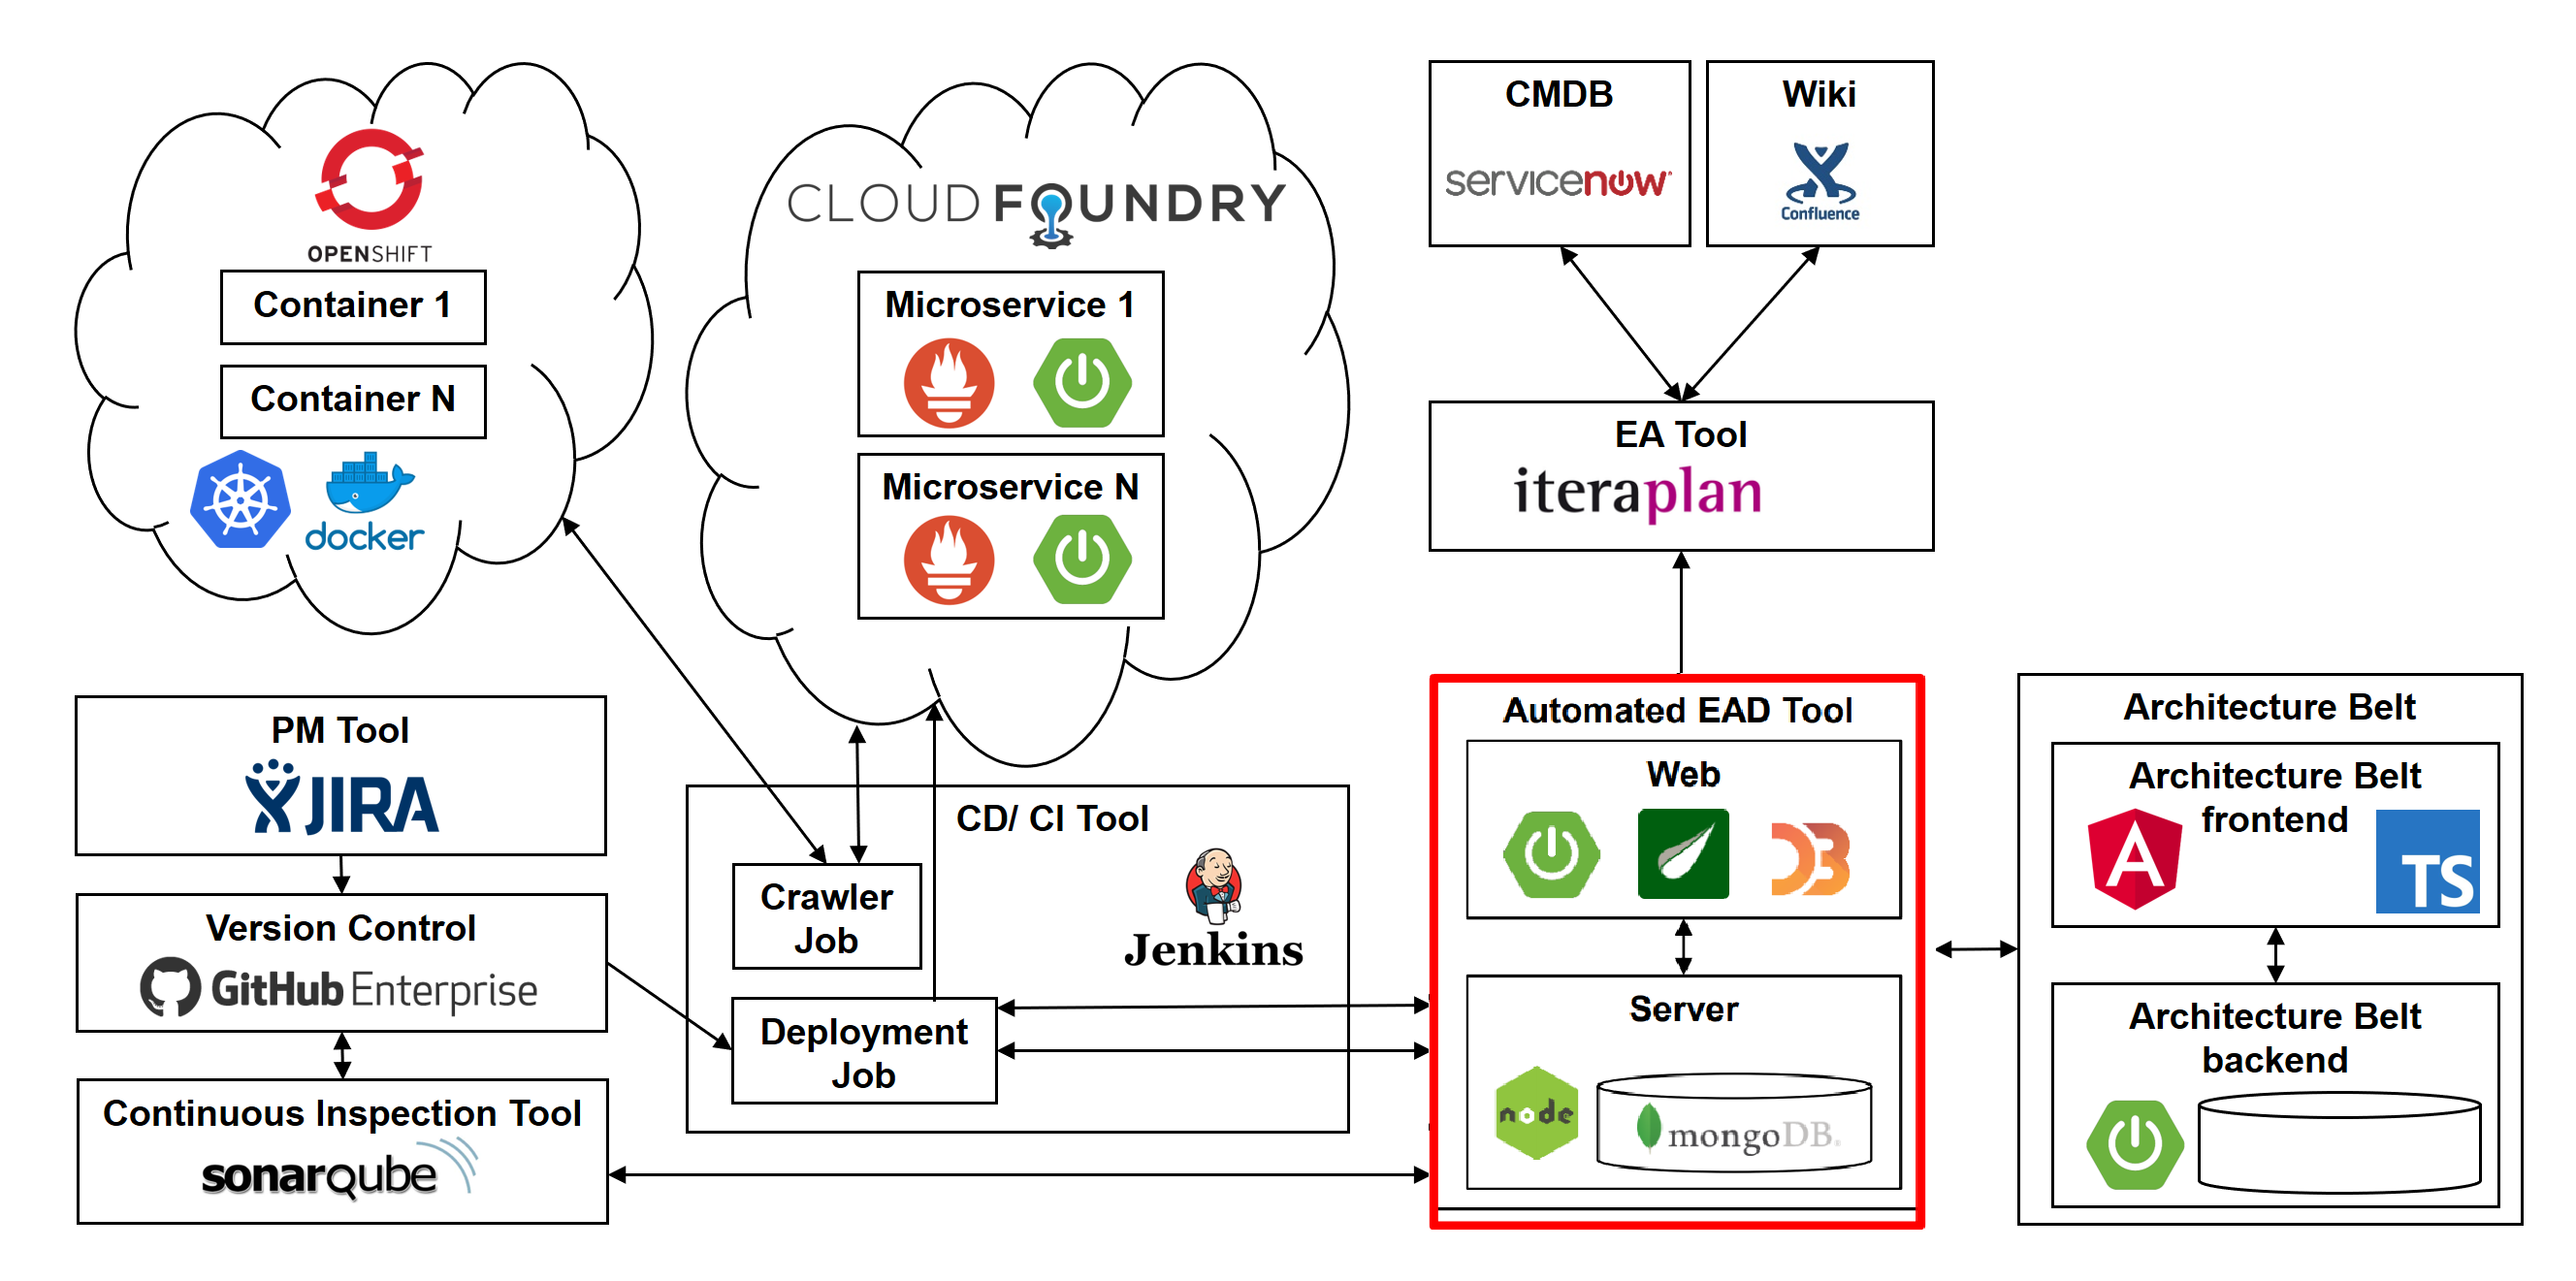 OPENSHIFT
Container 1
Container N
docker
CLOUD FOUNDRY
Microservice 1
Microservice N
CMDB
servicenow
Wiki
Confluence
EA Tool
iteraplan
PM Tool
JIRA
Version Control
GitHub Enterprise
Continuous Inspection Tool
sonarqube
CD/ CI Tool
Crawler
Job
Jenkins
Deployment
Job
Automated EAD Tool
Web
D3
Server
node
mongoDB
Architecture Belt
Architecture Belt
frontend
A
TS
Architecture Belt
backend